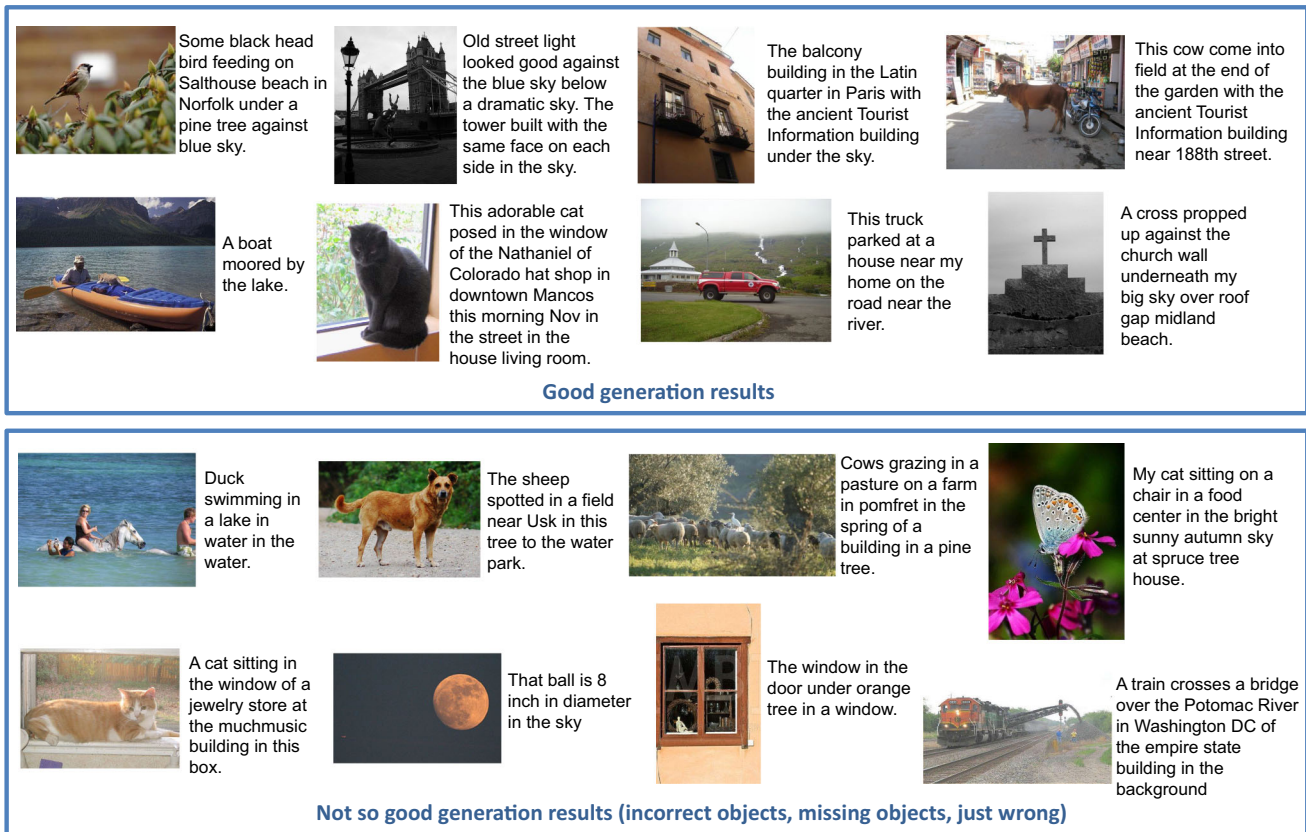 Some black head
bird feeding on
Salthouse beach in
Norfolk under a
pine tree against
blue sky.
Old street light
looked good against
the blue sky below
a dramatic sky. The
tower built with the
same face on each
side in the sky.
The balcony
building in the Latin
quarter in Paris with
the ancient Tourist
Information building
under the sky.
This cow come into
field at the end of
the garden with the
ancient Tourist
Information building
near 188th street.
A boat
moored by
the lake.
This adorable cat
posed in the window
of the Nathaniel of
Colorado hat shop in
downtown Mancos
this morning Nov in
the street in the
house living room.
This truck
parked at a
house near my
home on the
road near the
river.
A cross propped
up against the
church wall
underneath my
big sky over roof
gap midland
beach.
Good generation results
Duck
swimming in
a lake in
water in the
water.
The sheep
spotted in a field
near Usk in this
tree to the water
park.
Cows grazing in a
pasture on a farm
in pomfret in the
spring of a
building in a pine
tree.
My cat sitting on a
chair in a food
center in the bright
sunny autumn sky
at spruce tree
house.
A cat sitting in
the window of a
jewelry store at
the muchmusic
building in this
box.
That ball is 8
inch in diameter
in the sky
The window in the
door under orange
tree in a window.
A train crosses a bridge
over the Potomac River
in Washington DC of
the empire state
building in the
background
Not so good generation results (incorrect objects, missing objects, just wrong)